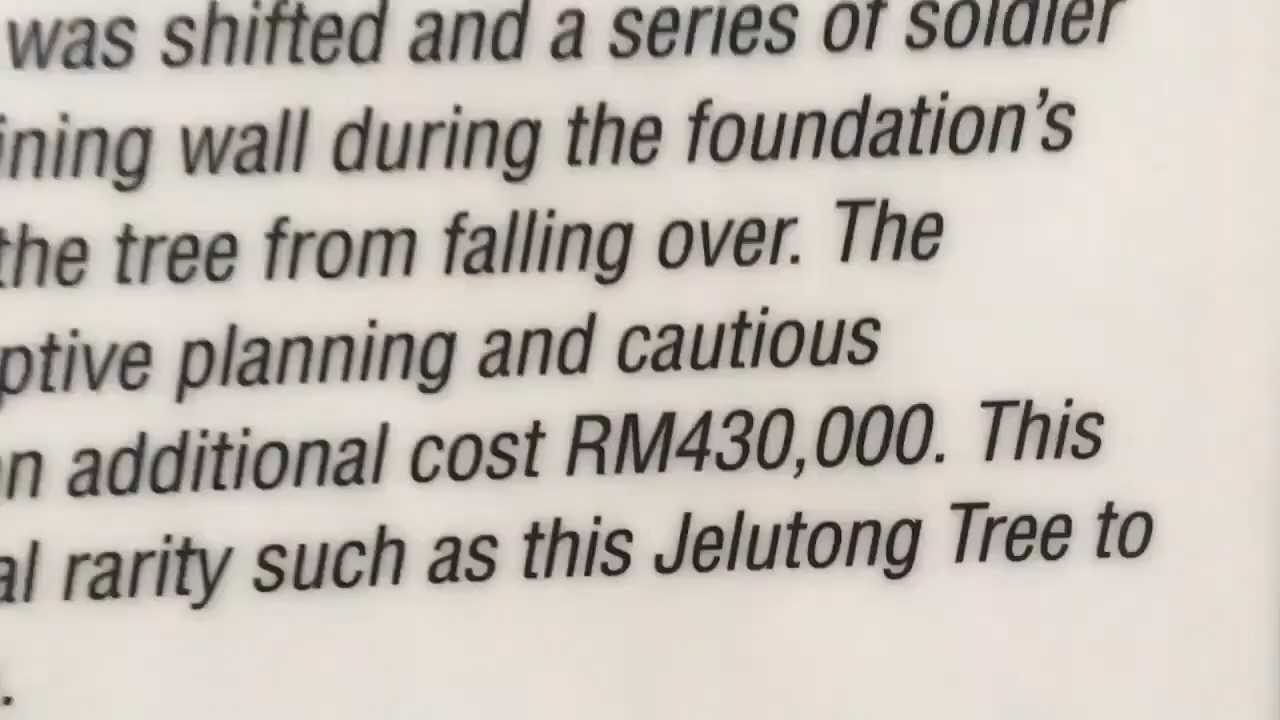 was shifted and a series of soldier
ining wall during the foundation's
the tree from falling over. The
ptive planning and cautious
n additional cost RM430,000. This
al rarity such as this Jelutong Tree to
.